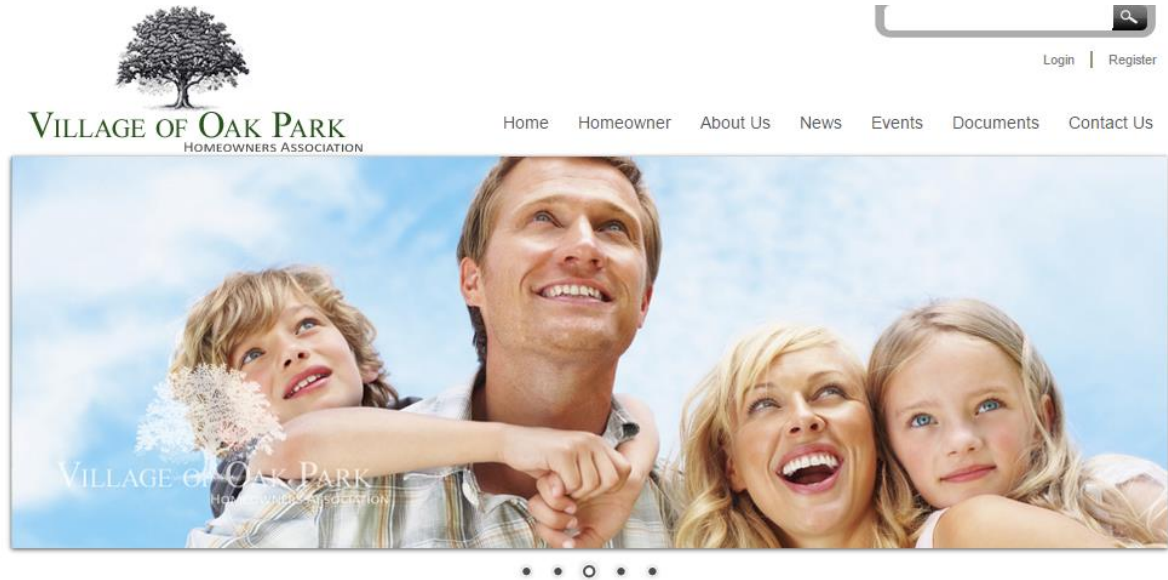 Login | Register
VILLAGE OF OAK PARK
HOMEOWNERS ASSOCIATION
Home Homeowner About Us News Events Documents Contact Us
VILLAGE OF OAK PARK
HOMEOWNERS ASSOCIATION